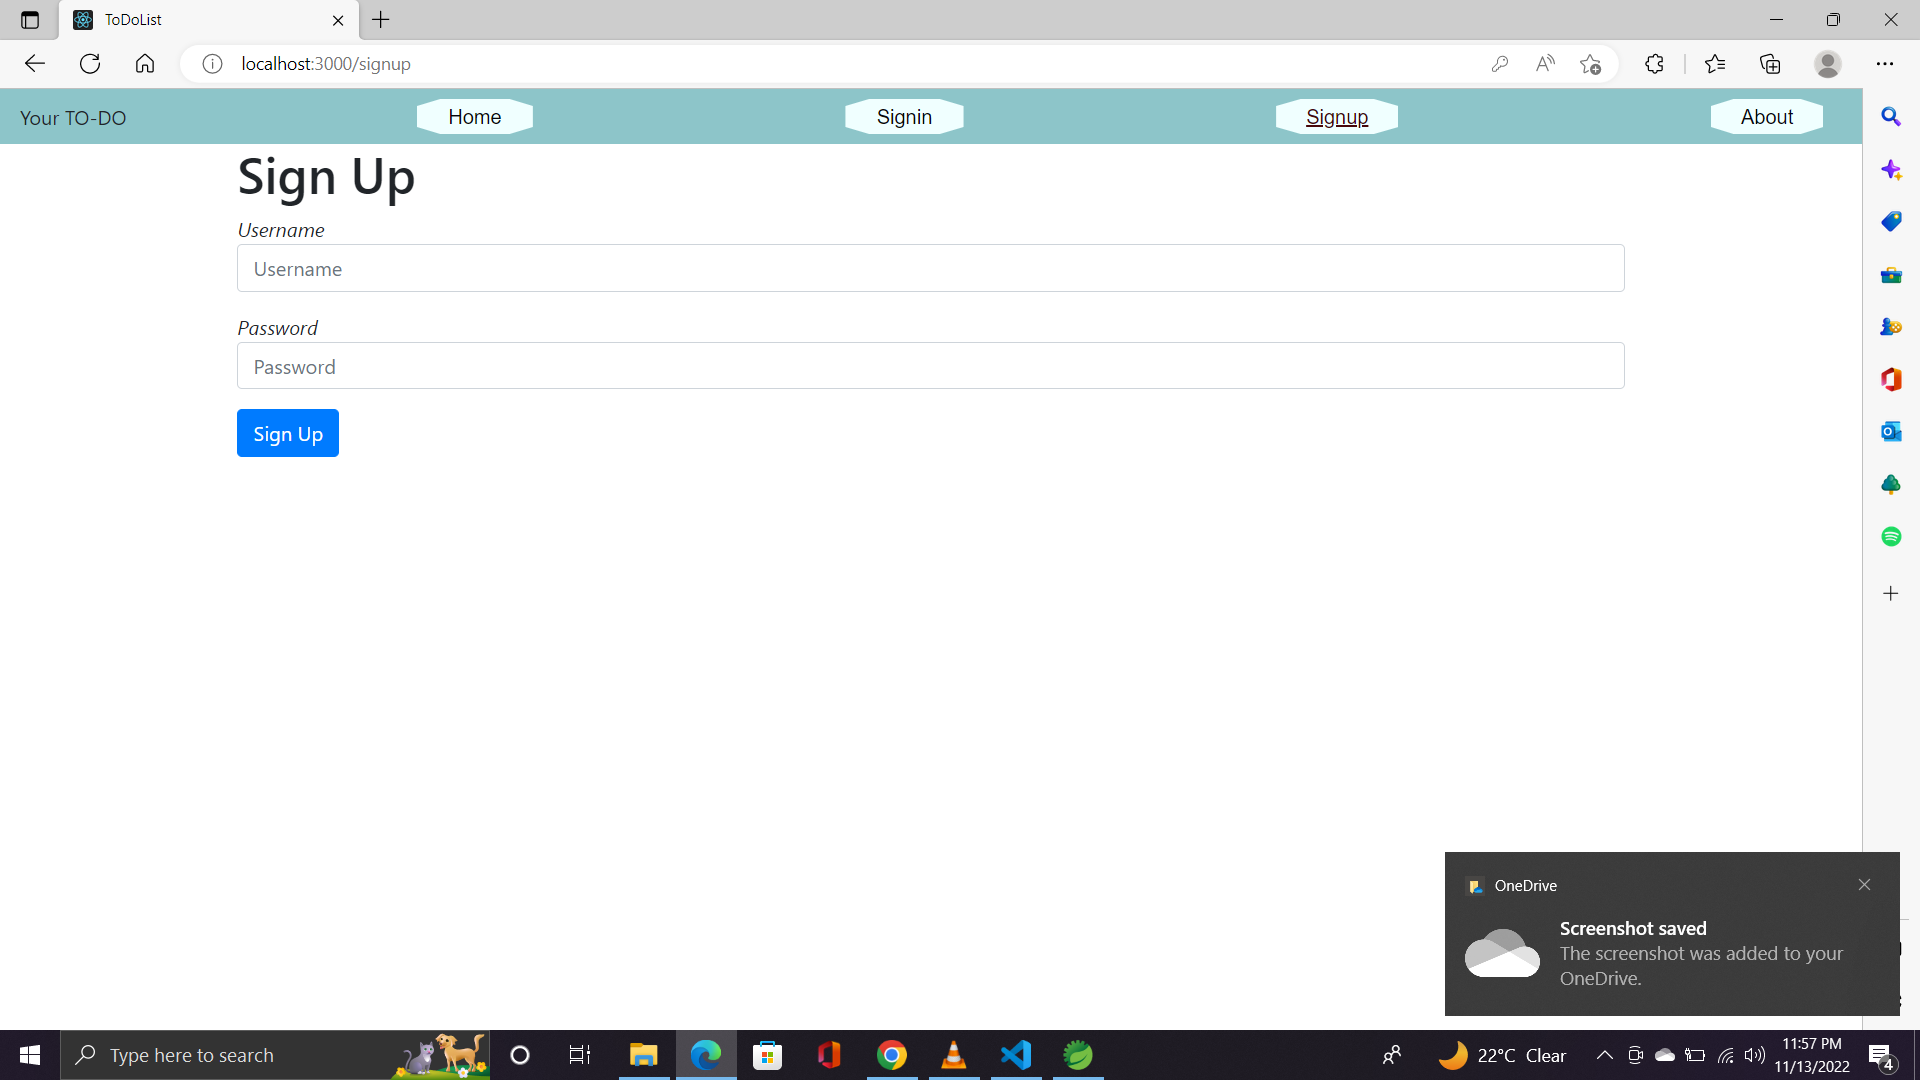 ToDoList
localhost:3000/signup
Your TO-DO
Home
Signin
Signup
About
Sign Up
Username
Username
Password
Password
Sign Up
OneDrive
Screenshot saved
The screenshot was added to your
OneDrive.
Type here to search
22°C Clear
11:57 PM
11/13/2022
4